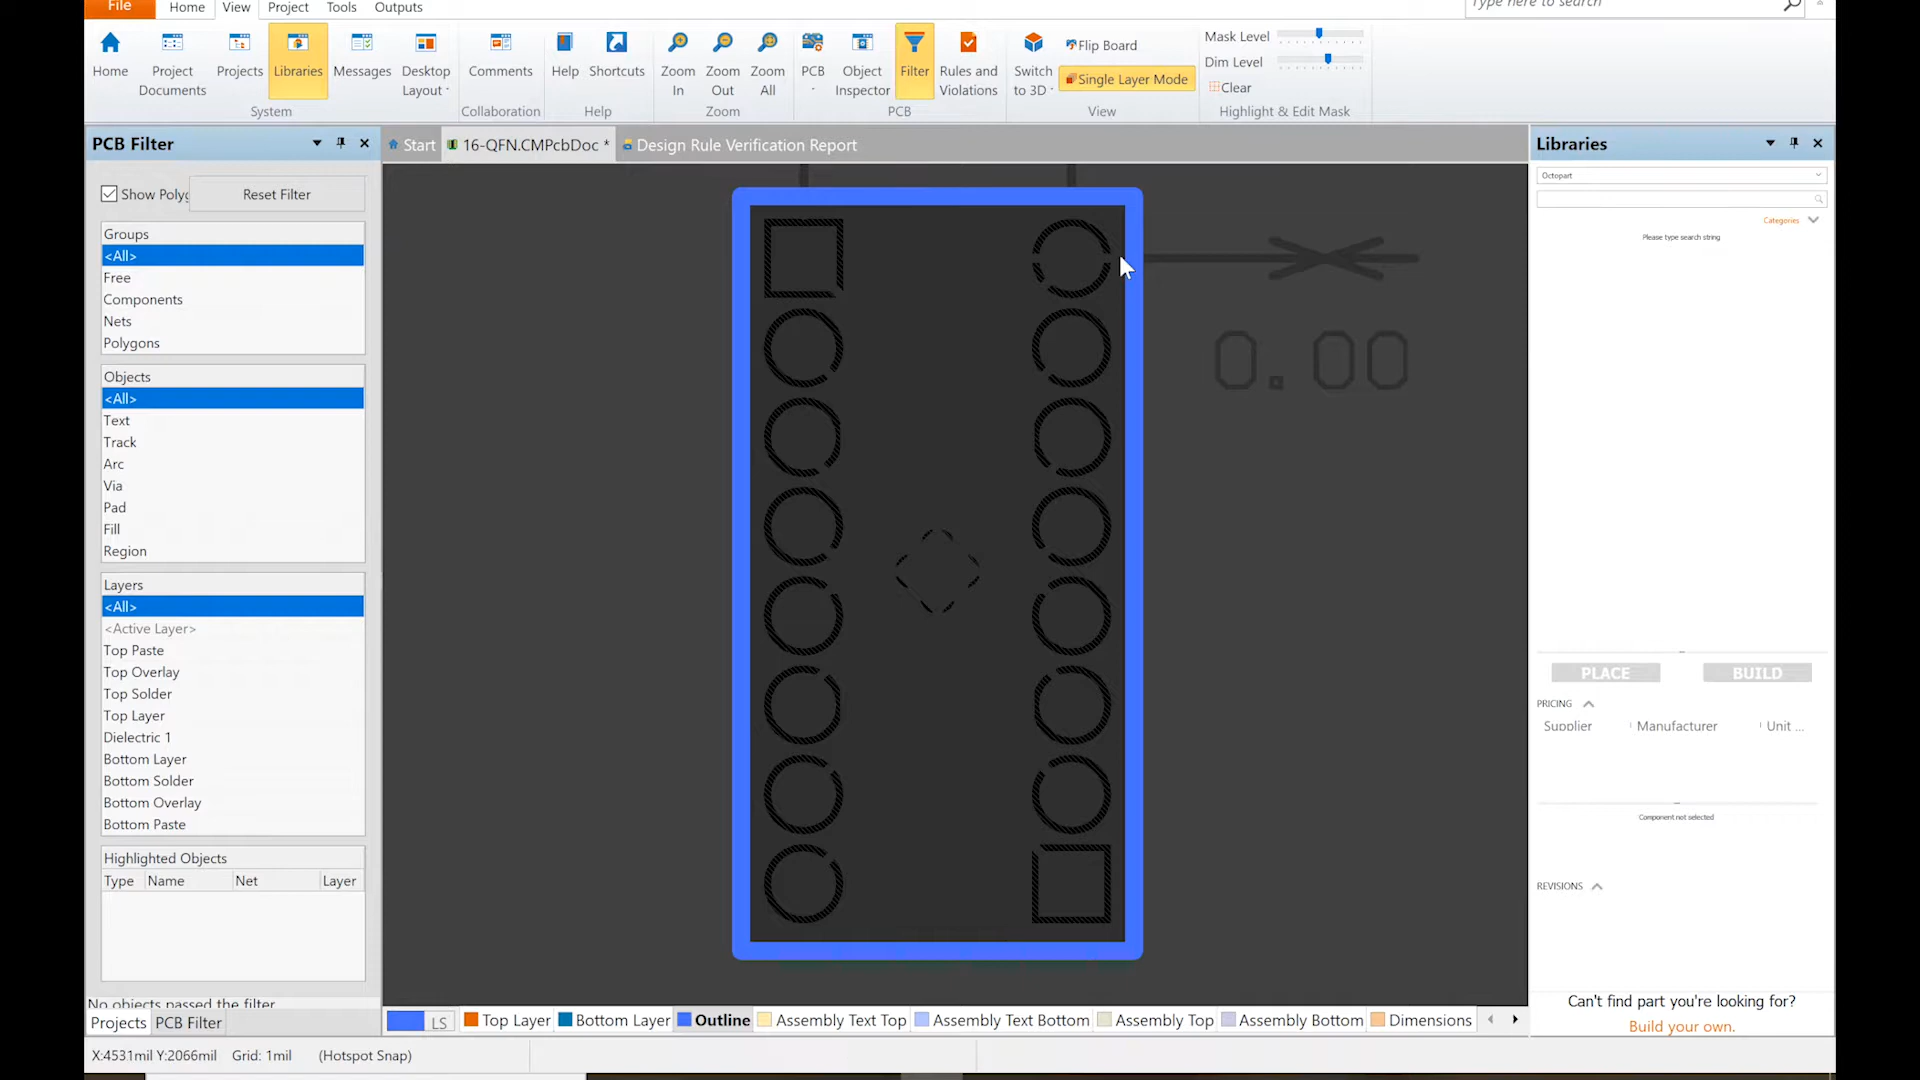 File Home View Project Tools Outputs
Type here to search
Home Project Documents Projects Libraries Messages Desktop Layout
System
Comments
Collaboration
Help Shortcuts
Help
Zoom In Zoom Out Zoom All
Zoom
PCB Object Inspector Filter Rules and Violations
PCB
Switch to 3D Flip Board
Single Layer Mode
View
Mask Level
Dim Level
Clear
Highlight & Edit Mask
PCB Filter
Start 16-QFN.CMPcbDoc * Design Rule Verification Report
Libraries
Show Polyg Reset Filter
Groups
<All>
Free
Components
Nets
Polygons
Objects
<All>
Text
Track
Arc
Via
Pad
Fill
Region
Layers
<All>
<Active Layer>
Top Paste
Top Overlay
Top Solder
Top Layer
Dielectric 1
Bottom Layer
Bottom Solder
Bottom Overlay
Bottom Paste
Highlighted Objects
Type Name Net Layer
No objects passed the filter
Projects PCB Filter
0.00
Octopart
Categories
Please type search string
PLACE BUILD
PRICING
Supplier Manufacturer Unit ...
Component not selected
REVISIONS
Can't find part you're looking for?
Build your own.
LS Top Layer Bottom Layer Outline Assembly Text Top Assembly Text Bottom Assembly Top Assembly Bottom Dimensions
X:4531mil Y:2066mil Grid: 1mil (Hotspot Snap)